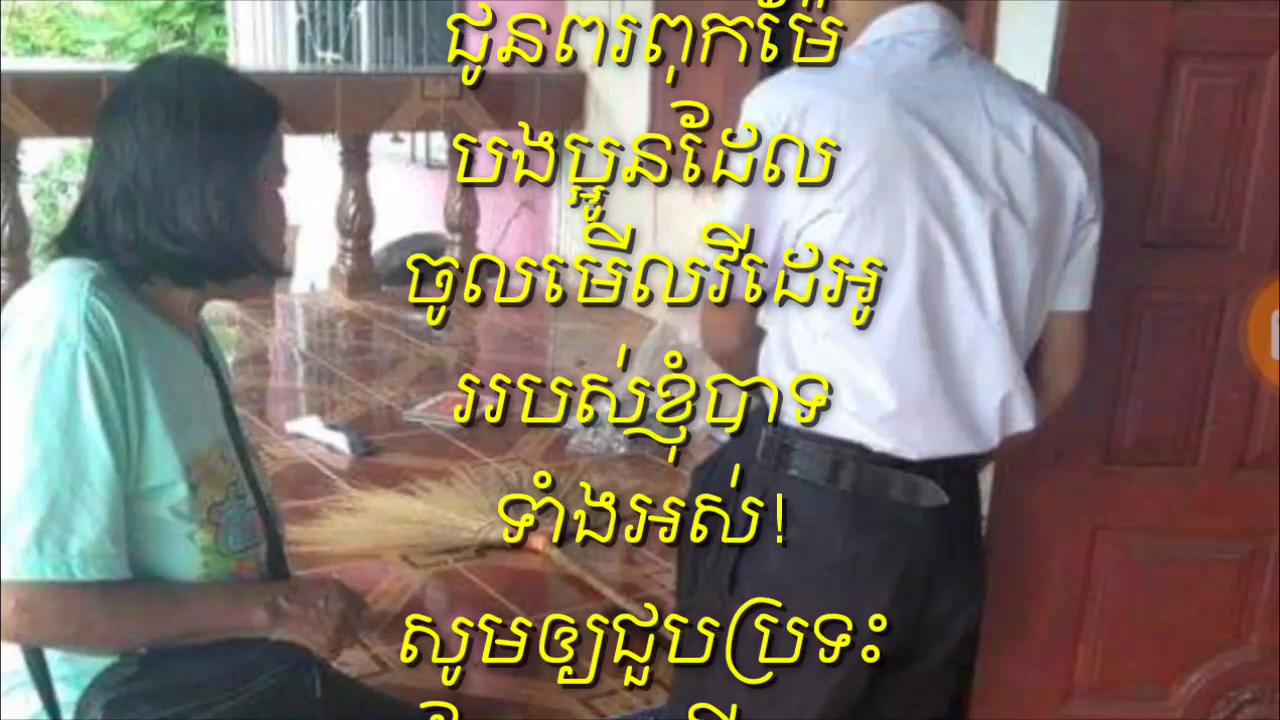 ជូនពរពុកម៉ែ
បងប្អូនដែល
ចូលមើលវីដេអូ
របេស់ខ្ញុំបាទ
ទាំងអស់!
សូមឲ្យជួបប្រទះ